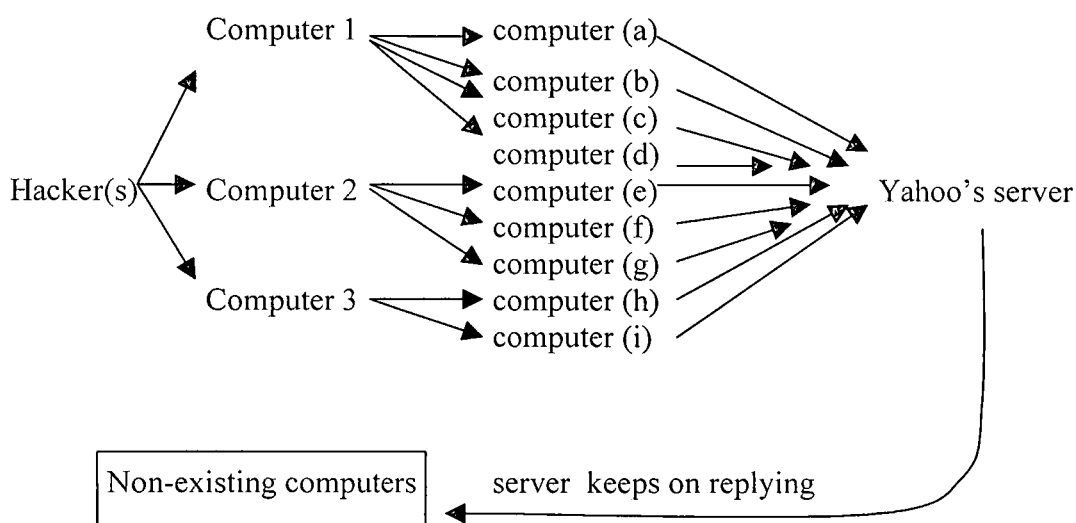 Computer 1
computer (a)
computer (b)
computer (c)
computer (d)
Hacker(s)
Computer 2
computer (e)
Yahoo’s server
computer (f)
computer (g)
Computer 3
computer (h)
computer (i)
Non-existing computers
server keeps on replying